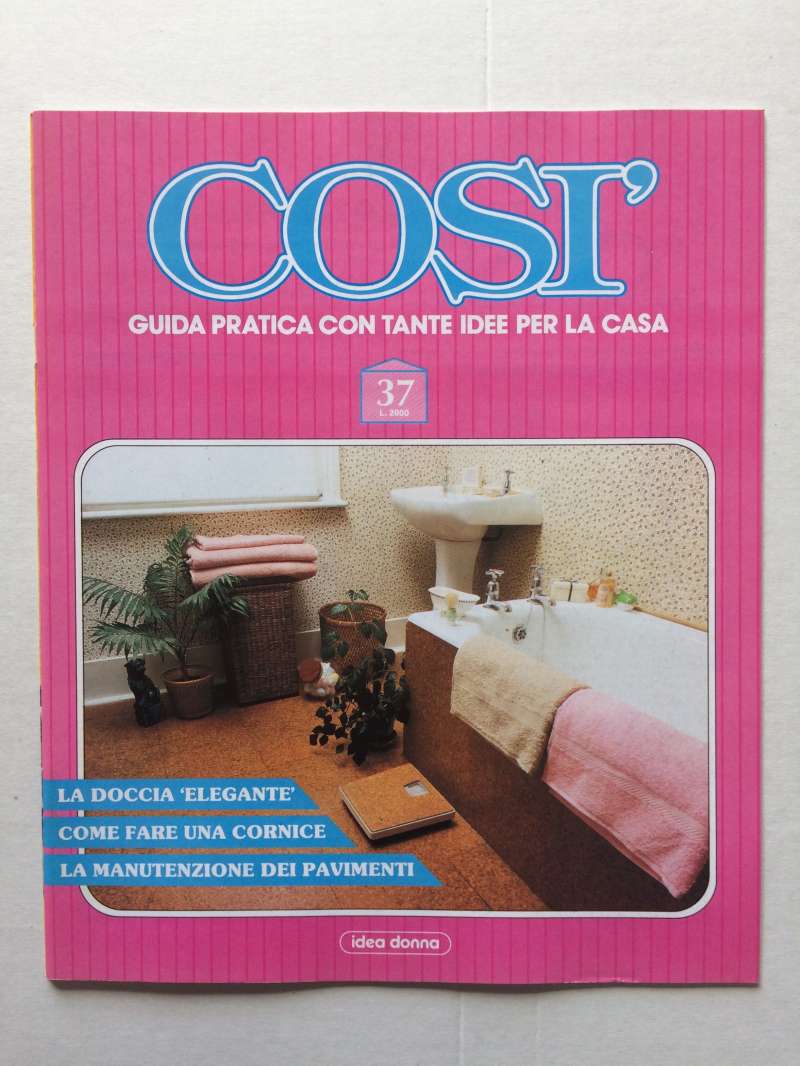 COSI'
GUIDA PRATICA CON TANTE IDEE PER LA CASA
37
L. 2000
LA DOCCIA 'ELEGANTE'
COME FARE UNA CORNICE
LA MANUTENZIONE DEI PAVIMENTI
idea donna